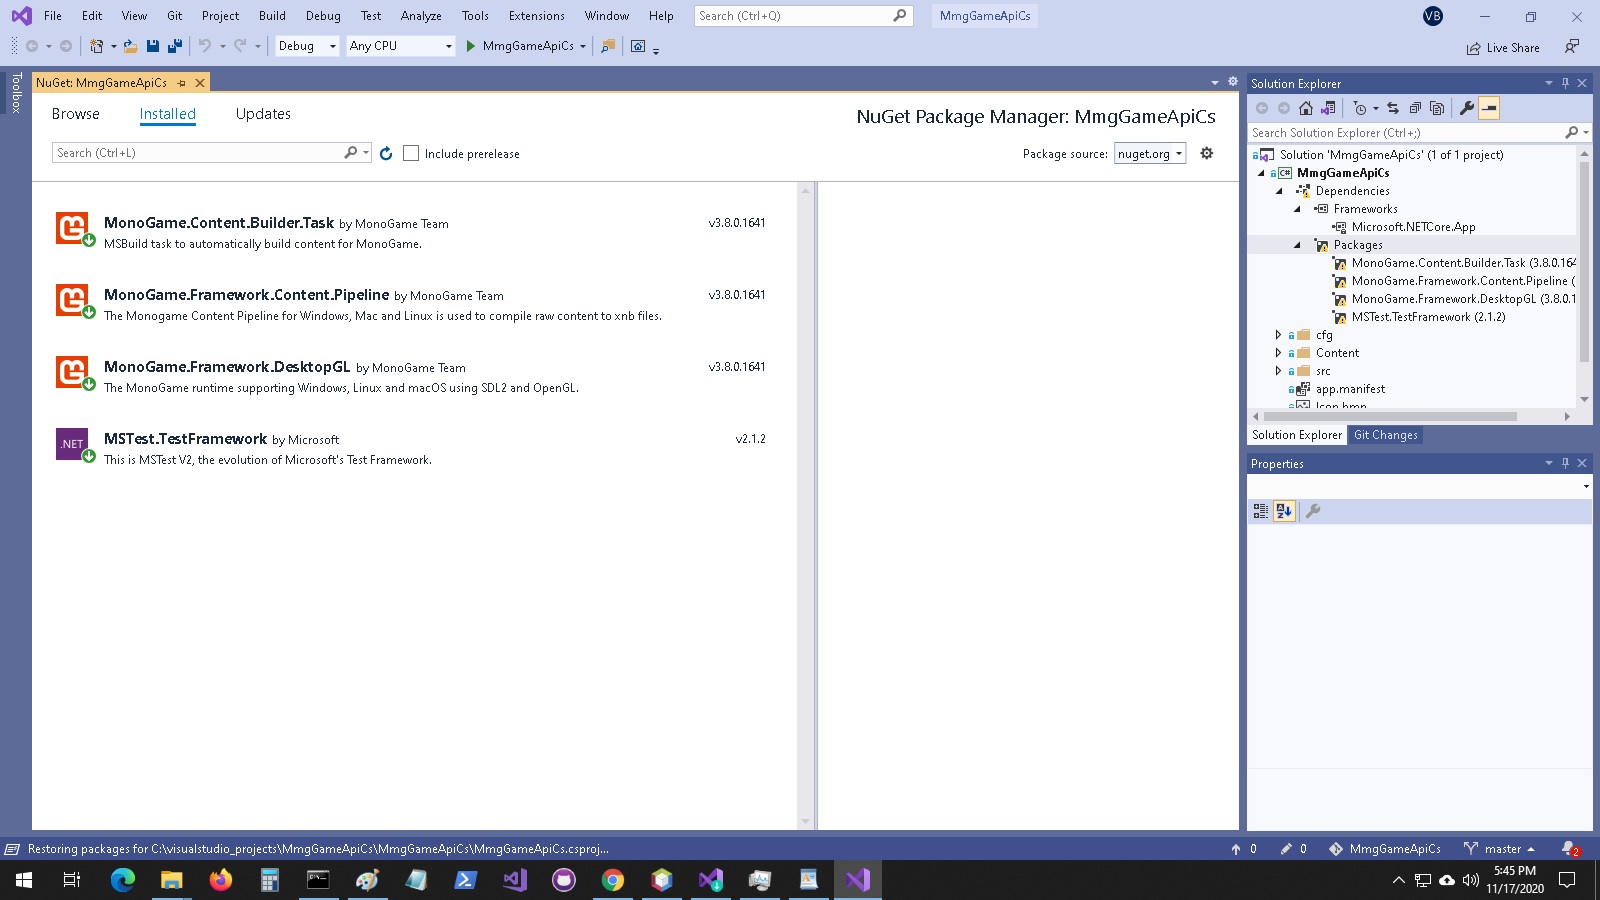 File Edit View Git Project Build Debug Test Analyze Tools Extensions Window Help Search (Ctrl+Q) MmgGameApiCs VB
Debug Any CPU MmgGameApiCs Live Share
Toolbox
NuGet: MmgGameApiCs
Browse Installed Updates
NuGet Package Manager: MmgGameApiCs
Search (Ctrl+L) Include prerelease
Package source: nuget.org
MonoGame.Content.Builder.Task by MonoGame Team v3.8.0.1641
MSBuild task to automatically build content for MonoGame.
MonoGame.Framework.Content.Pipeline by MonoGame Team v3.8.0.1641
The Monogame Content Pipeline for Windows, Mac and Linux is used to compile raw content to xnb files.
MonoGame.Framework.DesktopGL by MonoGame Team v3.8.0.1641
The MonoGame runtime supporting Windows, Linux and macOS using SDL2 and OpenGL.
.NET
MSTest.TestFramework by Microsoft v2.1.2
This is MSTest V2, the evolution of Microsoft's Test Framework.
Solution Explorer
Search Solution Explorer (Ctrl+;)
Solution 'MmgGameApiCs' (1 of 1 project)
C# MmgGameApiCs
Dependencies
Frameworks
Microsoft.NETCore.App
Packages
MonoGame.Content.Builder.Task (3.8.0.164
MonoGame.Framework.Content.Pipeline (
MonoGame.Framework.DesktopGL (3.8.0.1
MSTest.TestFramework (2.1.2)
cfg
Content
src
app.manifest
Icon.bmp
Solution Explorer Git Changes
Properties
Restoring packages for C:\visualstudio_projects\MmgGameApiCs\MmgGameApiCs\MmgGameApiCs.csproj...
0 0 MmgGameApiCs master 2
5:45 PM
11/17/2020